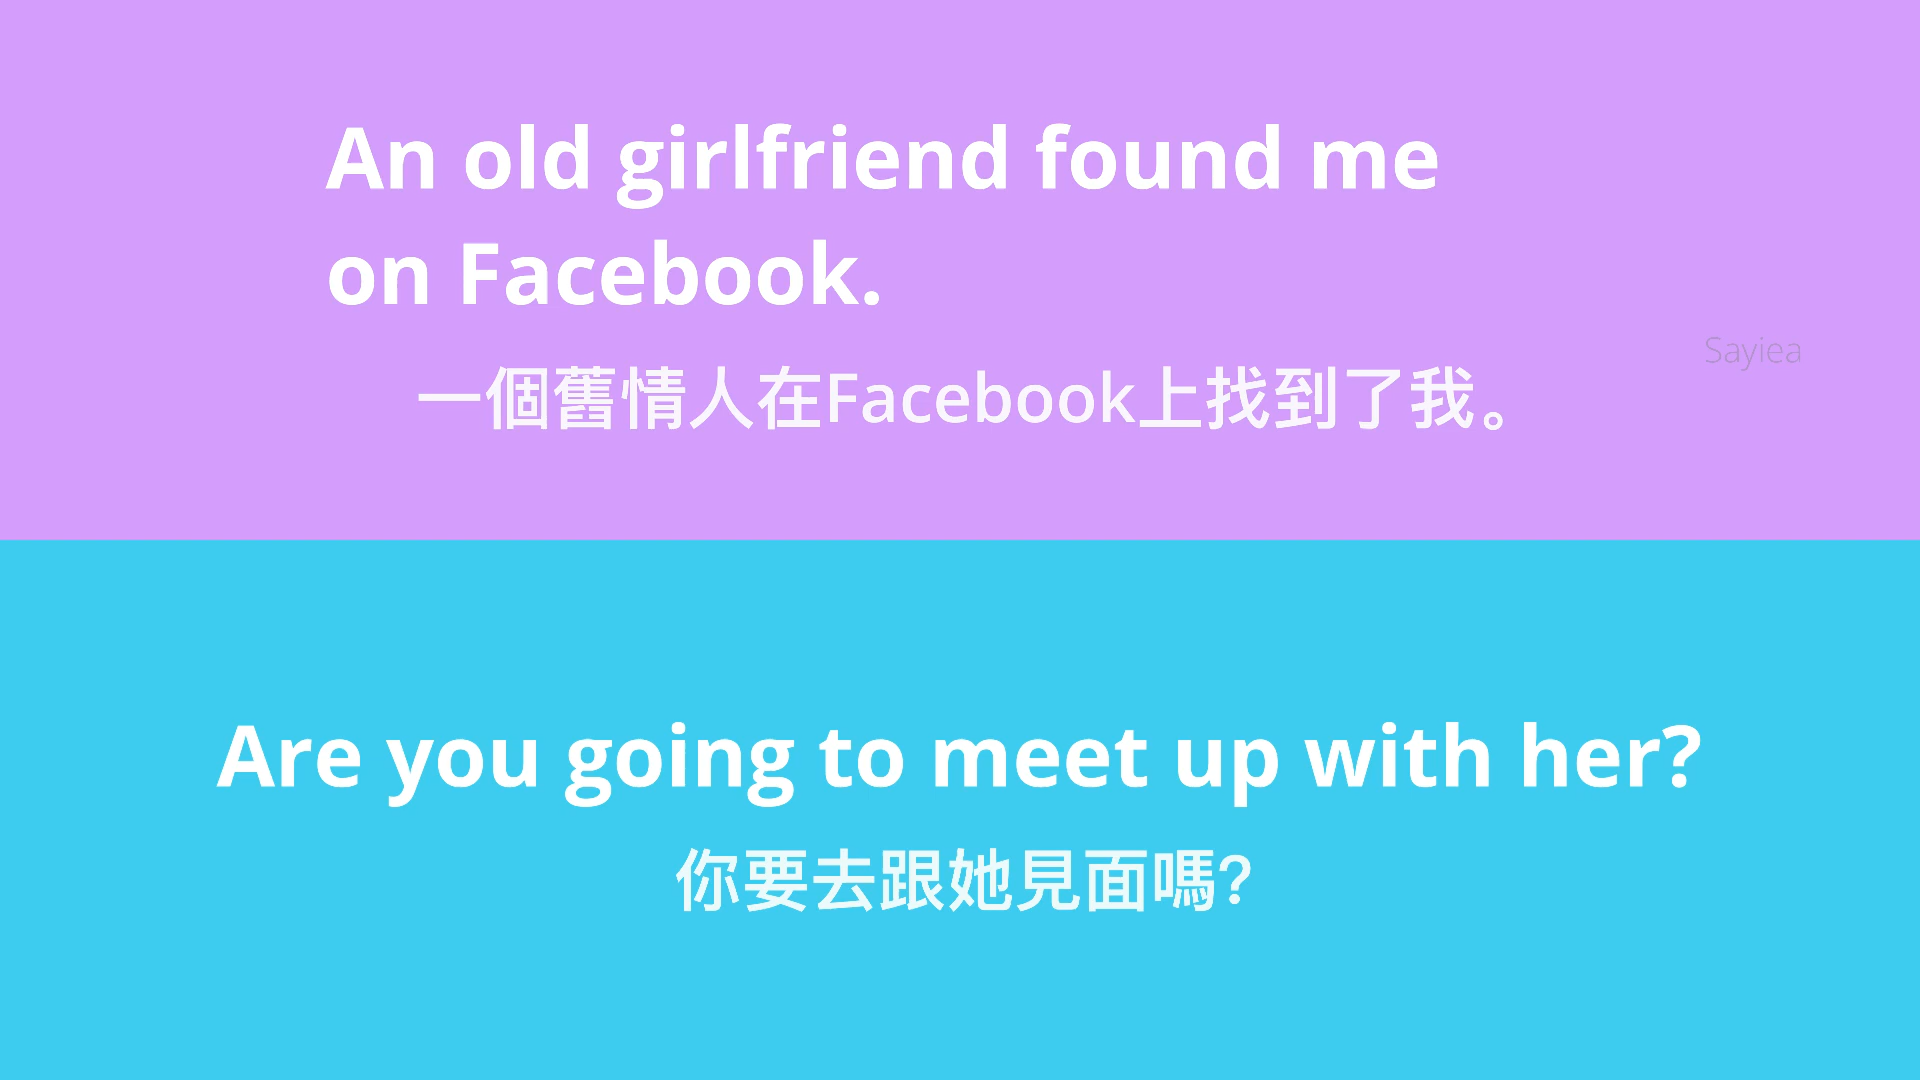 An old girlfriend found me
on Facebook.
Sayiea
一個舊情人在Facebook上找到了我。
Are you going to meet up with her?
你要去跟她見面嗎?